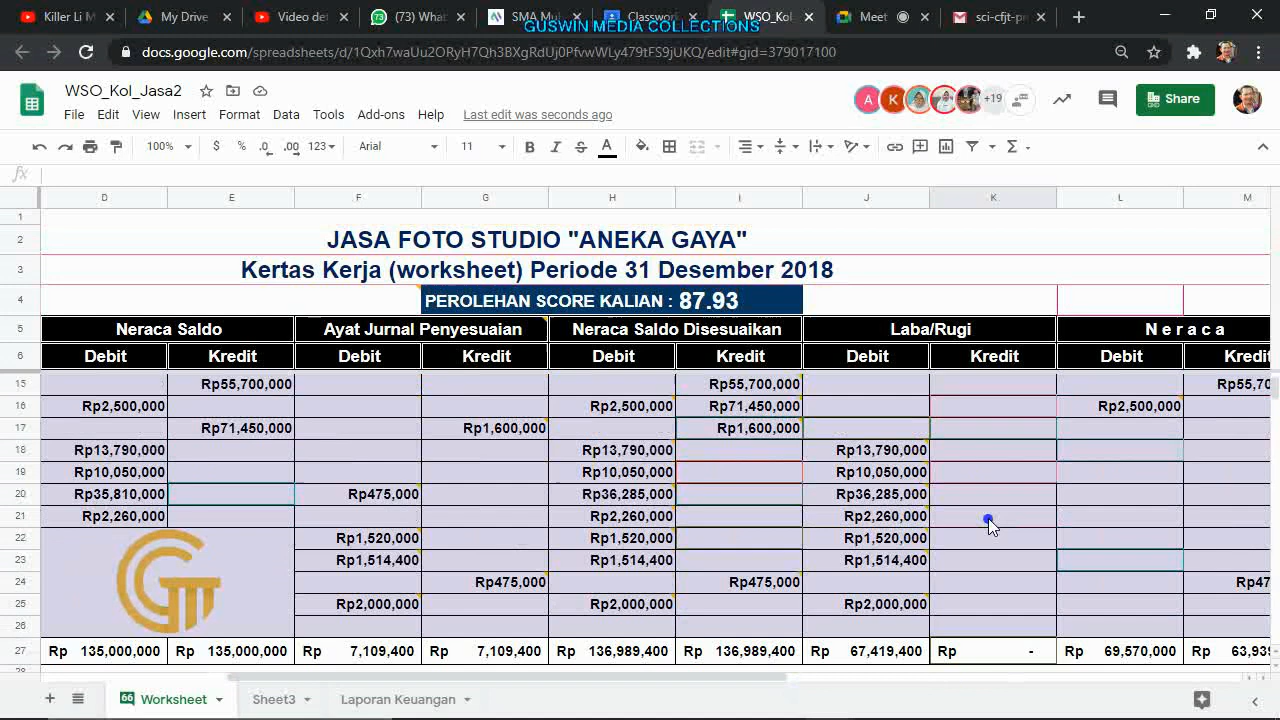 Killer Li M
My Drive
Video det
(73) What
SMA Mul
Classwork
WSO_Kol
Meet
sci-cfjt-pr
GUSWIN MEDIA COLLECTIONS
docs.google.com/spreadsheets/d/1Qxh7waUu2ORyH7Qh3BXgRdUj0PfvwWLy479tFS9jUKQ/edit#gid=379017100
WSO_Kol_Jasa2
A K +19 Share
File Edit View Insert Format Data Tools Add-ons Help Last edit was seconds ago
100% $ % .0 .00 123 Arial 11 B I S A Σ
fx
D E F G H I J K L M
1
2 JASA FOTO STUDIO "ANEKA GAYA"
3 Kertas Kerja (worksheet) Periode 31 Desember 2018
4 PEROLEHAN SCORE KALIAN : 87.93
5 Neraca Saldo Ayat Jurnal Penyesuaian Neraca Saldo Disesuaikan Laba/Rugi N e r a c a
6 Debit Kredit Debit Kredit Debit Kredit Debit Kredit Debit Kredit
15 Rp55,700,000 Rp55,700,000 Rp55,70
16 Rp2,500,000 Rp2,500,000 Rp71,450,000 Rp2,500,000
17 Rp71,450,000 Rp1,600,000 Rp1,600,000
18 Rp13,790,000 Rp13,790,000 Rp13,790,000
19 Rp10,050,000 Rp10,050,000 Rp10,050,000
20 Rp35,810,000 Rp475,000 Rp36,285,000 Rp36,285,000
21 Rp2,260,000 Rp2,260,000 Rp2,260,000
22 Rp1,520,000 Rp1,520,000 Rp1,520,000
23 Rp1,514,400 Rp1,514,400 Rp1,514,400
24 Rp475,000 Rp475,000 Rp47
25 Rp2,000,000 Rp2,000,000 Rp2,000,000
26
27 Rp 135,000,000 Rp 135,000,000 Rp 7,109,400 Rp 7,109,400 Rp 136,989,400 Rp 136,989,400 Rp 67,419,400 Rp - Rp 69,570,000 Rp 63,939
28
66 Worksheet Sheet3 Laporan Keuangan